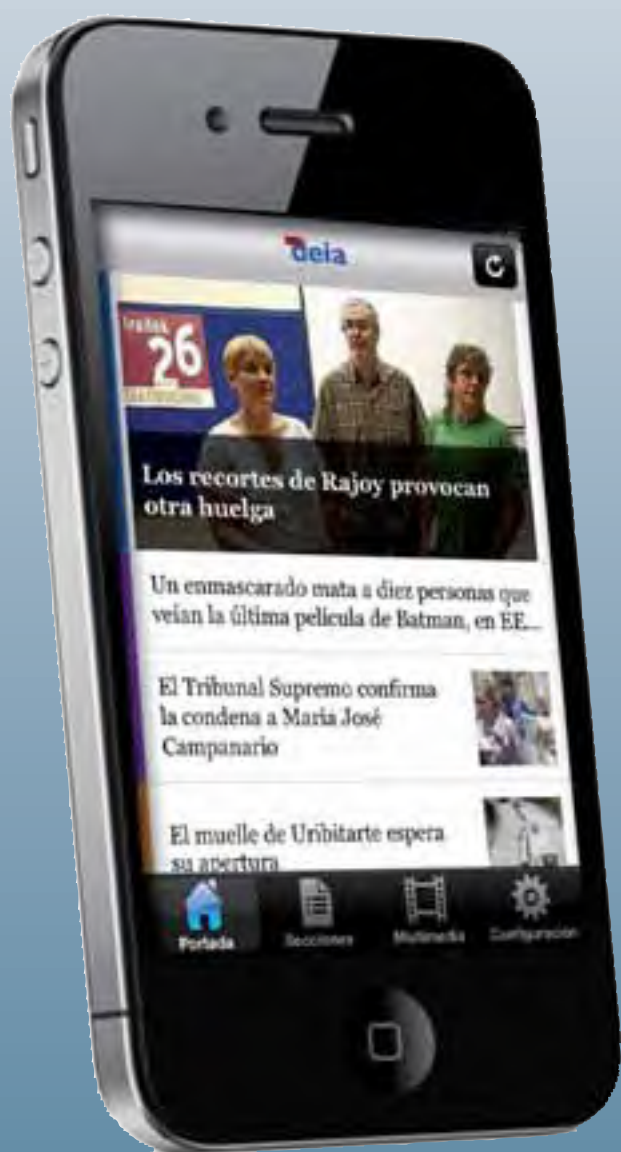 deia
26
Los recortes de Rajoy provocan
otra huelga
Un enmascarado mata a diez personas que
veían la última película de Batman, en EE...
El Tribunal Supremo confirma
la condena a María José
Campanario
El muelle de Uribitarte espera
su apertura
Portada
Secciones
Multimedia
Configuración